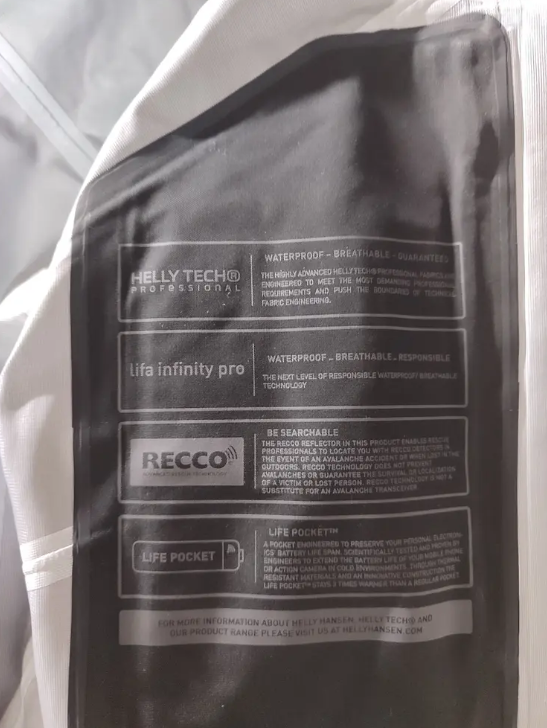 HELLY TECH®
PROFESSIONAL
WATERPROOF - BREATHABLE - GUARANTEED
THE HIGHLY ADVANCED HELLY TECH® PROFESSIONAL FABRICS
ENGINEERED TO MEET THE MOST DEMANDING PROFESSIONAL
REQUIREMENTS AND PUSH THE BOUNDARIES OF TECHNICAL
FABRIC ENGINEERING.
lifa infinity pro
WATERPROOF - BREATHABLE - RESPONSIBLE
THE NEXT LEVEL OF RESPONSIBLE WATERPROOF BREATHABLE
TECHNOLOGY
RECCO
BE SEARCHABLE
THE RECCO REFLECTOR IN THIS PRODUCT ENABLES RESCUE
PROFESSIONALS TO LOCATE YOU WITH RECCO DETECTORS IN
THE EVENT OF AN AVALANCHE ACCIDENT OR WHEN LOST IN THE
OUTDOORS. RECCO TECHNOLOGY DOES NOT PREVENT
AVALANCHES OR GUARANTEE THE SURVIVAL OR LOCALISATION
OF A VICTIM OR LOST PERSON. RECCO TECHNOLOGY IS NOT A
SUBSTITUTE FOR AN AVALANCHE TRANSCEIVER.
LIFE POCKET
LIFE POCKET™
A POCKET ENGINEERED TO PRESERVE YOUR PERSONAL ELECTRON-
ICS' BATTERY LIFE SPAN. SCIENTIFICALLY TESTED AND PROVEN BY
ENGINEERS TO EXTEND THE BATTERY LIFE OF YOUR MOBILE PHONE
OR ACTION CAMERA IN COLD ENVIRONMENTS. THROUGH THERMAL
RESISTANT MATERIALS AND AN INNOVATIVE CONSTRUCTION THE
LIFE POCKET™ STAYS 2 TIMES WARMER THAN A REGULAR POCKET.
FOR MORE INFORMATION ABOUT HELLY HANSEN, HELLY TECH® AND
OUR PRODUCT RANGE PLEASE VISIT US AT HELLYHANSEN.COM